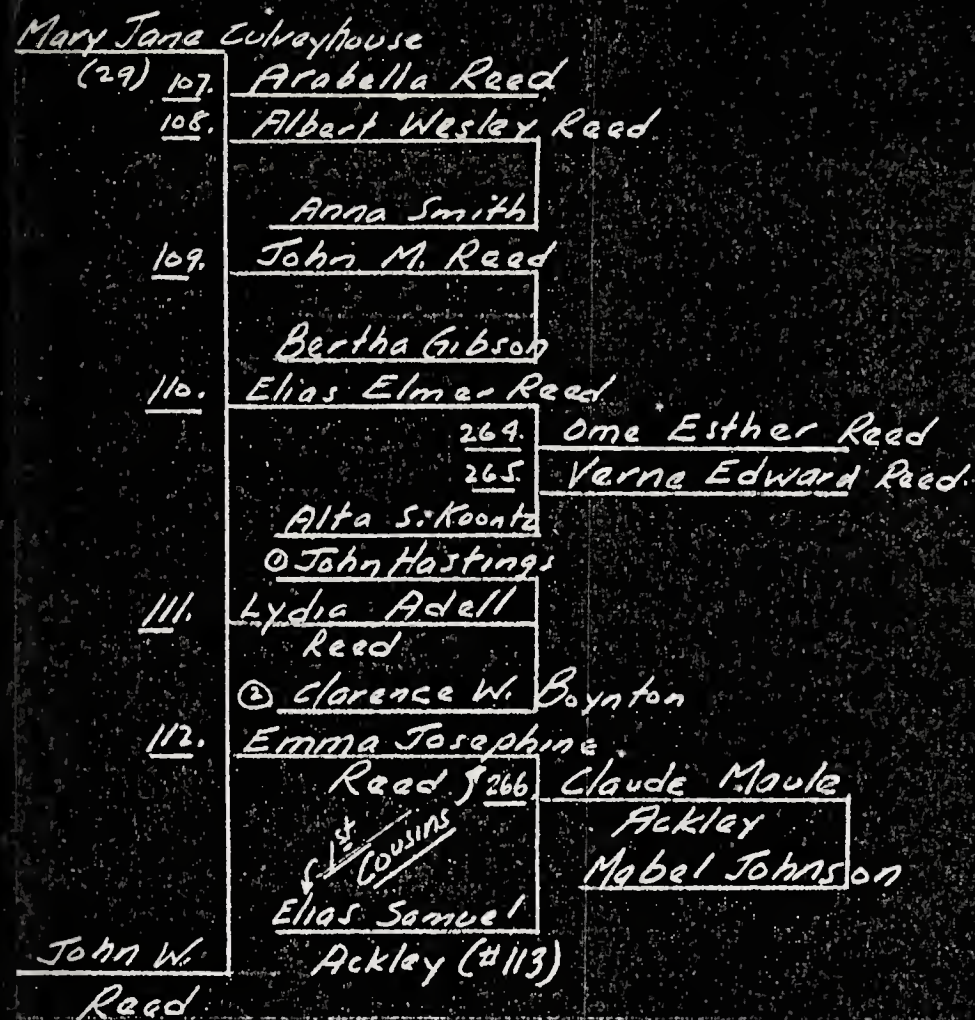 Mary Jane Culveyhouse
(29) 107. Arabella Reed
108. Albert Wesley Reed.
Anna Smith
109. John M. Reed
Bertha Gibson
110. Elias Elmer Reed
264. Ome Esther Reed
265. Verne Edward Reed.
Alta S. Koontz
① John Hastings
111. Lydia Adell
Reed
② Clarence W. Boynton
112. Emma Josephine
Reed 266. Claude Maule
Ackley
1st
Cousins
Mabel Johnson
Elias Samuel
Ackley (#113)
John W.
Reed